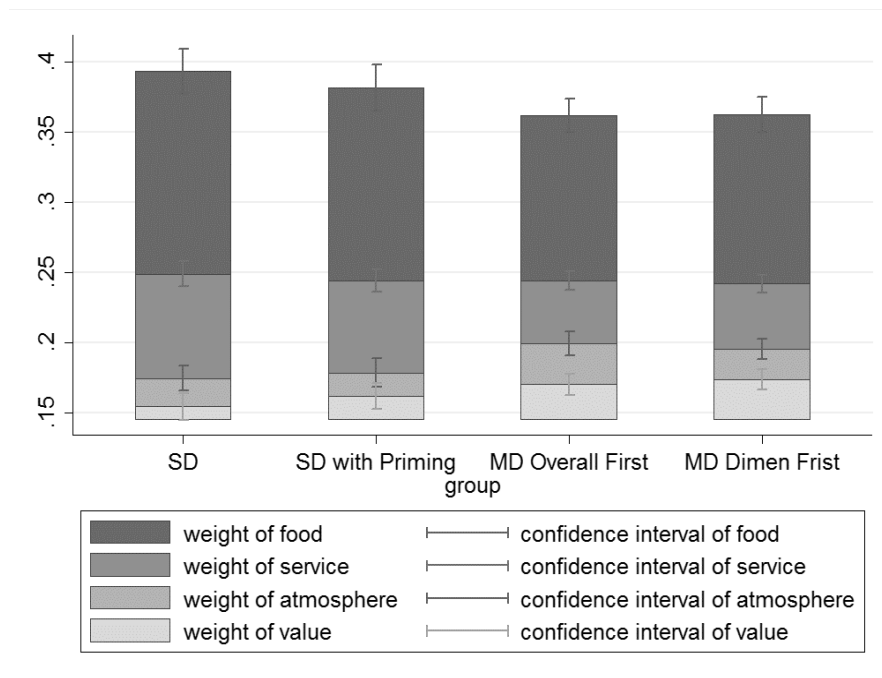 .4
.35
.3
.25
.2
.15
SD
SD with Priming
MD Overall First
MD Dimen Frist
group
weight of food
confidence interval of food
weight of service
confidence interval of service
weight of atmosphere
confidence interval of atmosphere
weight of value
confidence interval of value